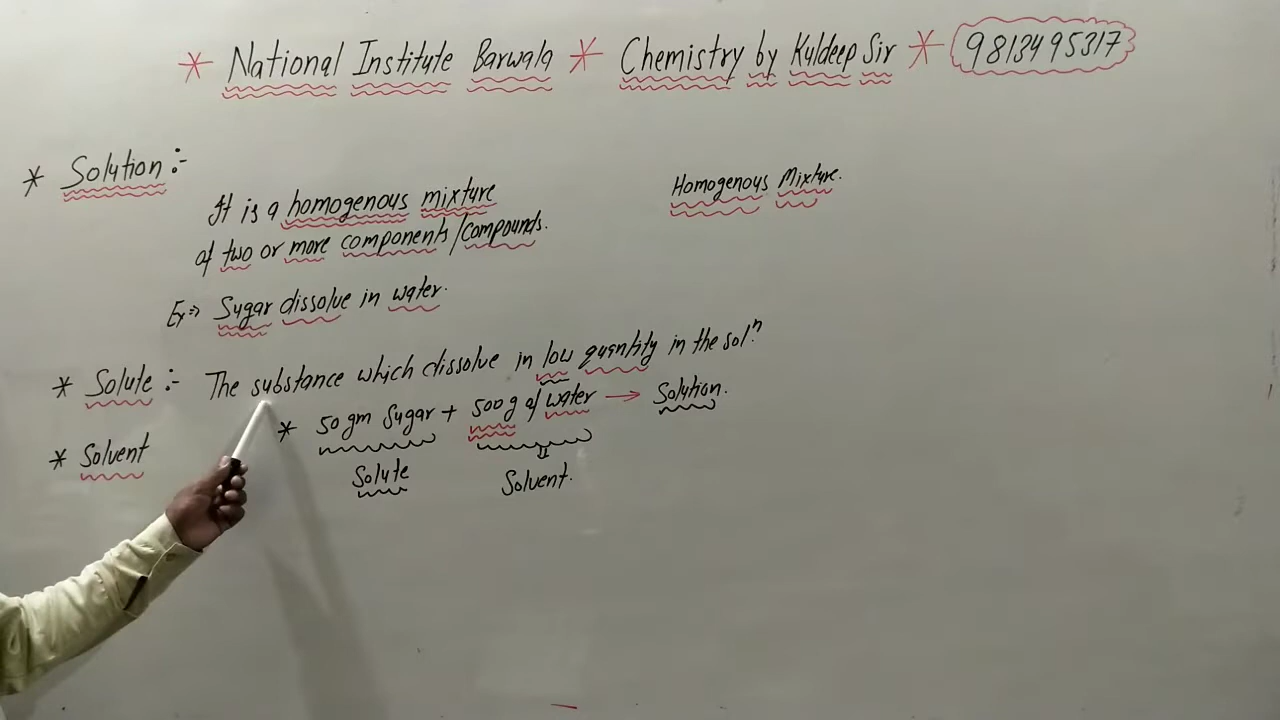 * National Institute Barwala * Chemistry by Kuldeep Sir * 9813495317
* Solution :-
It is a homogenous mixture
of two or more components/compounds.
Homogenous Mixture.
Ex⇒ Sugar dissolve in water.
* Solute :- The substance which dissolve in low quantity in the solⁿ.
* 50 gm Sugar + 500 g of water → Solution.
Solute
Solvent.
* Solvent